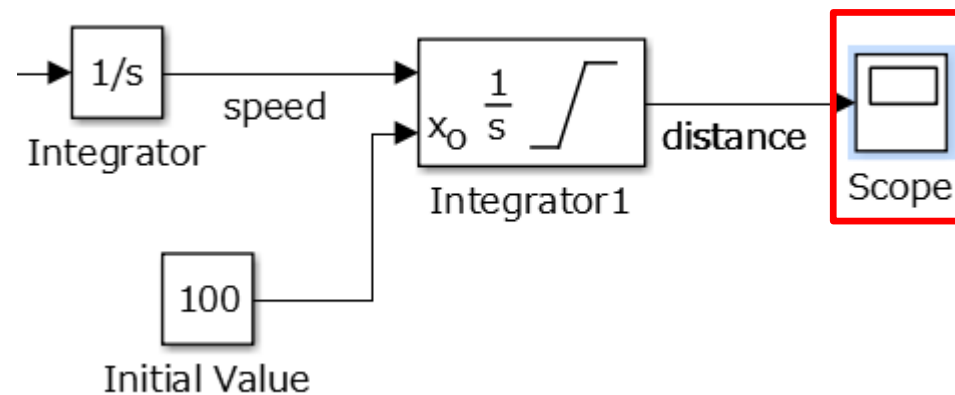 1/s
speed
Integrator
x₀
1
s
Integrator1
distance
Scope
100
Initial Value